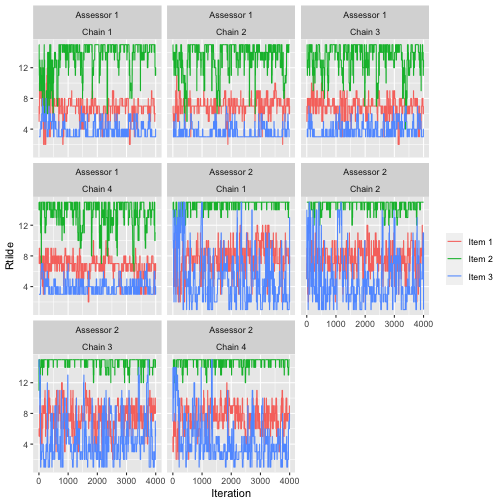 Assessor 1
Assessor 1
Assessor 1
Chain 1
Chain 2
Chain 3
12
8
4
Assessor 1
Assessor 2
Assessor 2
Chain 4
Chain 1
Chain 2
12
8
4
Rtilde
Item 1
Item 2
Item 3
0 1000 2000 3000 4000
Assessor 2
Assessor 2
Chain 3
Chain 4
12
8
4
0 1000 2000 3000 4000
0 1000 2000 3000 4000
Iteration